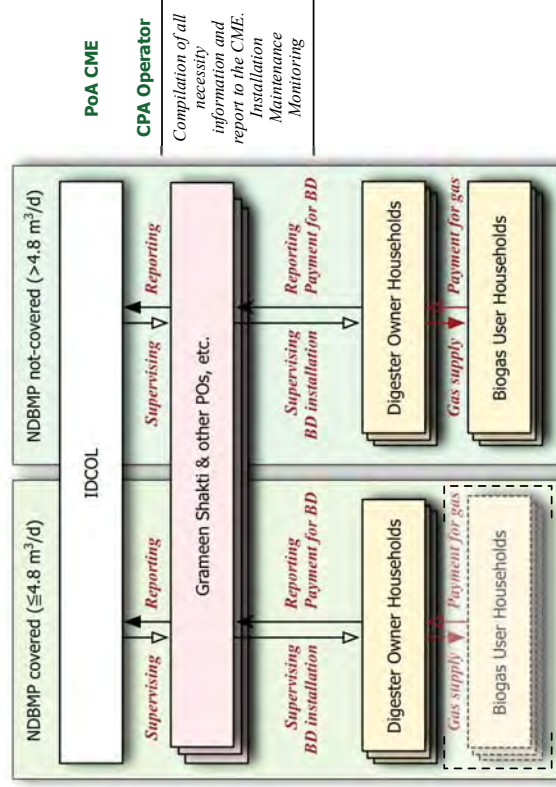 NDBMP covered (≦4.8 m³/d)
NDBMP not-covered (>4.8 m³/d)
IDCOL
PoA CME
Supervising
Reporting
Supervising
Reporting
CPA Operator
Grameen Shakti & other POs, etc.
Compilation of all
necessity
information and
report to the CME.
Installation
Maintenance
Monitoring
Supervising
BD installation
Reporting
Payment for BD
Supervising
BD installation
Reporting
Payment for BD
Digester Owner Households
Digester Owner Households
Gas supply
Payment for gas
Gas supply
Payment for gas
Biogas User Households
Biogas User Households